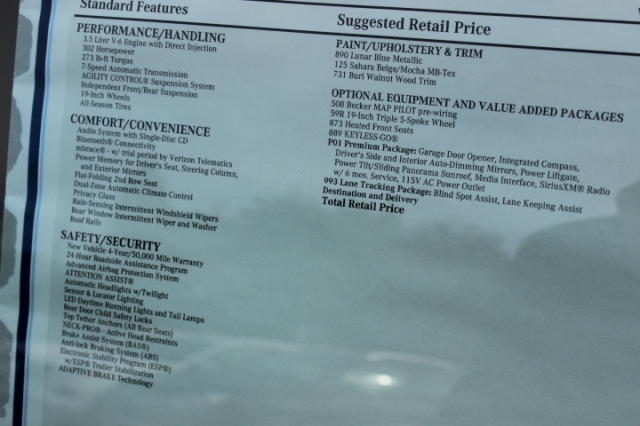 Standard Features
PERFORMANCE/HANDLING
3.5 Liter V-6 Engine with Direct Injection
302 Horsepower
273 lb-ft Torque
7-Speed Automatic Transmission
AGILITY CONTROL® Suspension System
Independent Front/Rear Suspension
19-Inch Wheels
All-Season Tires
COMFORT/CONVENIENCE
Audio System with Single-Disc CD
Bluetooth® Connectivity
mbrace® - w/ trial period by Verizon Telematics
Power Memory for Driver's Seat, Steering Column,
and Exterior Mirrors
Flat-Folding 2nd Row Seat
Dual-Zone Automatic Climate Control
Privacy Glass
Rain-Sensing Intermittent Windshield Wipers
Rear Window Intermittent Wiper and Washer
Roof Rails
SAFETY/SECURITY
New Vehicle 4-Year/50,000 Mile Warranty
24-Hour Roadside Assistance Program
Advanced Airbag Protection System
ATTENTION ASSIST®
Automatic Headlights w/Twilight
Sensor & Locator Lighting
LED Daytime Running Lights and Tail Lamps
Rear Door Child Safety Locks
Top Tether Anchors (All Rear Seats)
NECK-PRO® - Active Head Restraints
Brake Assist System (BAS®)
Anti-lock Braking System (ABS)
Electronic Stability Program (ESP®)
w/ESP® Trailer Stabilization
ADAPTIVE BRAKE Technology
Suggested Retail Price
PAINT/UPHOLSTERY & TRIM
890 Lunar Blue Metallic
125 Sahara Beige/Mocha MB-Tex
731 Burl Walnut Wood Trim
OPTIONAL EQUIPMENT AND VALUE ADDED PACKAGES
508 Becker MAP PILOT pre-wiring
59R 19-Inch Triple 5-Spoke Wheel
873 Heated Front Seats
889 KEYLESS-GO®
P01 Premium Package: Garage Door Opener, Integrated Compass,
Driver's Side and Interior Auto-Dimming Mirrors, Power Liftgate,
Power Tilt/Sliding Panorama Sunroof, Media Interface, SiriusXM® Radio
w/ 6 mos. Service, 115V AC Power Outlet
993 Lane Tracking Package: Blind Spot Assist, Lane Keeping Assist
Destination and Delivery
Total Retail Price